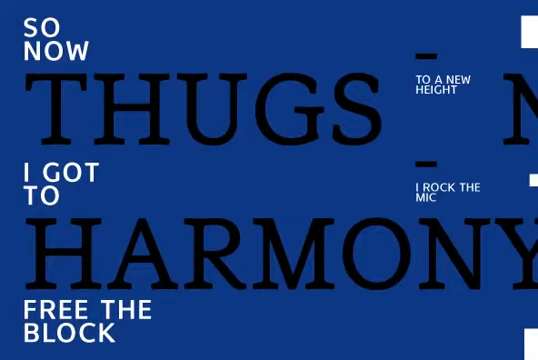 SO
NOW
THUGS
TO A NEW
HEIGHT
I GOT
TO
I ROCK THE
MIC
HARMONY
FREE THE
BLOCK